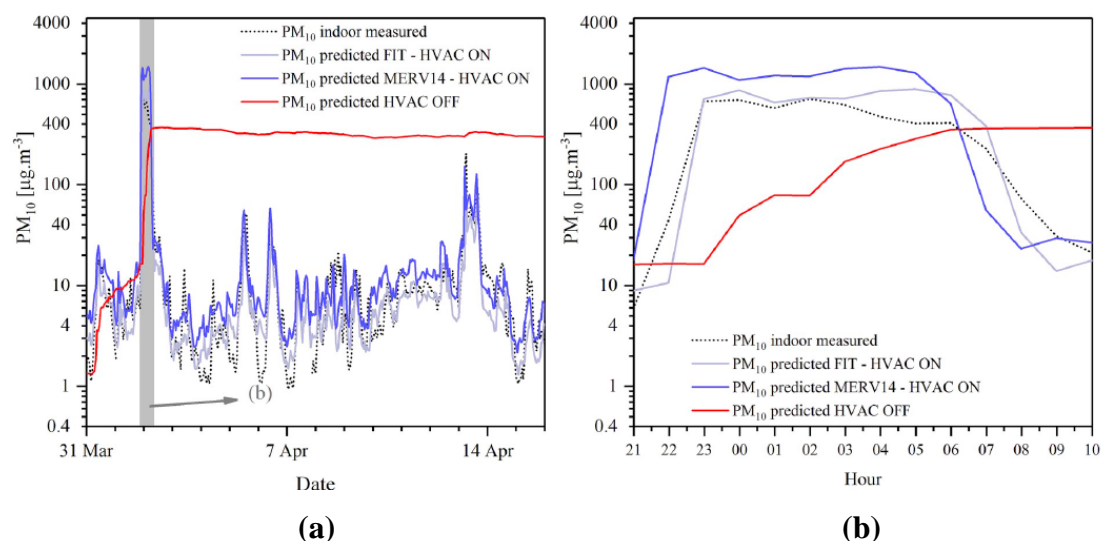 4000
1000
400
100
40
10
4
1
0.4
PM₁₀ [μg.m⁻³]
PM₁₀ indoor measured
PM₁₀ predicted FIT - HVAC ON
PM₁₀ predicted MERV14 - HVAC ON
PM₁₀ predicted HVAC OFF
(b)
31 Mar 7 Apr 14 Apr
Date
(a)
4000
1000
400
100
40
10
4
1
0.4
PM₁₀ [μg.m⁻³]
PM₁₀ indoor measured
PM₁₀ predicted FIT - HVAC ON
PM₁₀ predicted MERV14 - HVAC ON
PM₁₀ predicted HVAC OFF
21 22 23 00 01 02 03 04 05 06 07 08 09 10
Hour
(b)